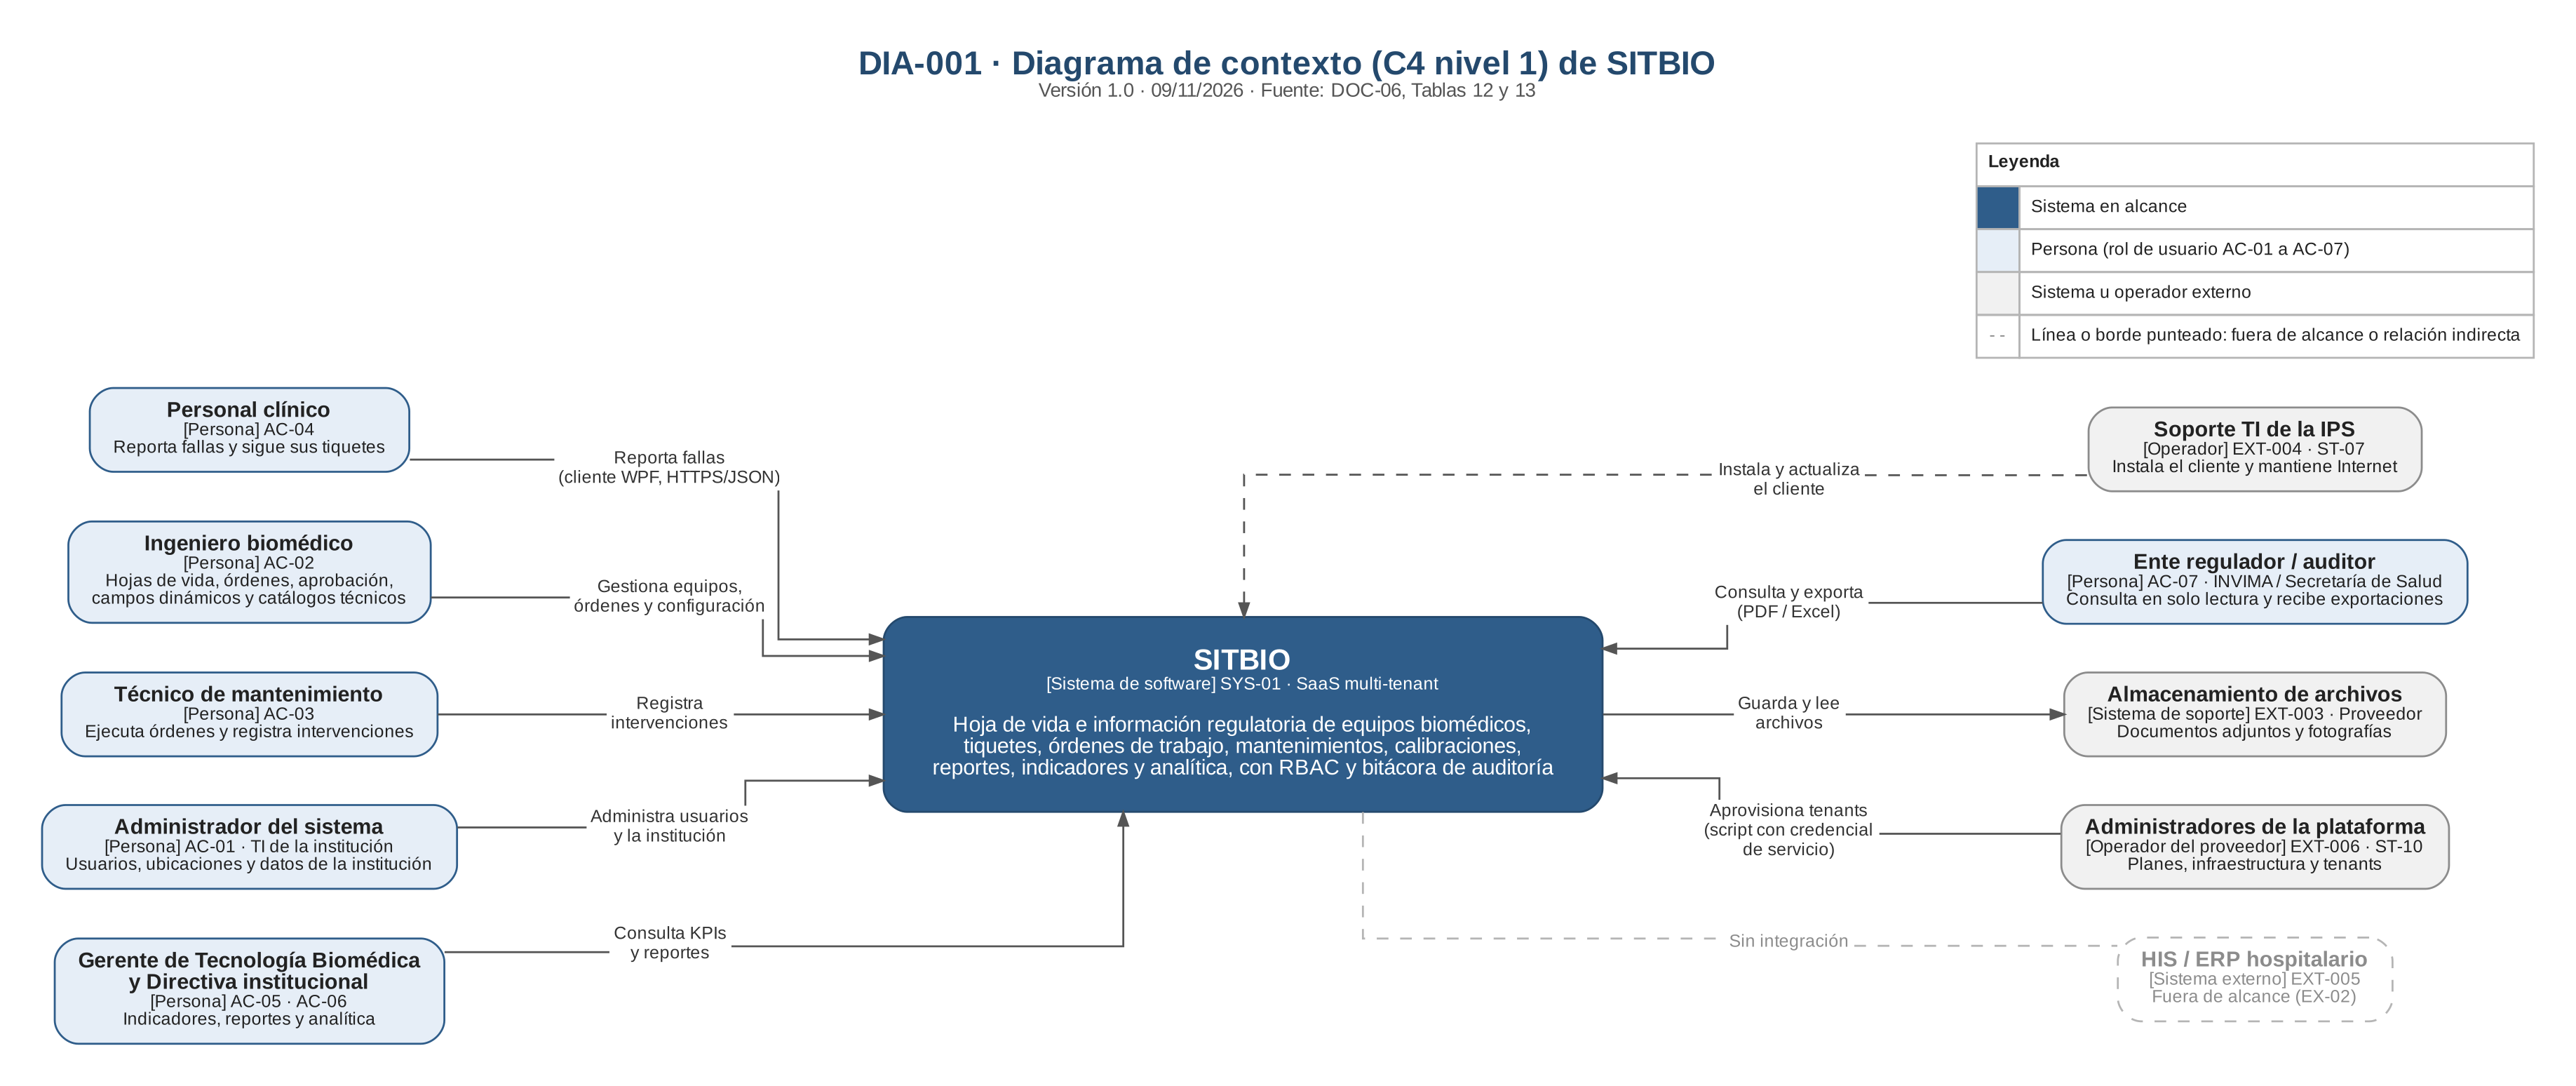 DIA-001 · Diagrama de contexto (C4 nivel 1) de SITBIO
Versión 1.0 · 09/11/2026 · Fuente: DOC-06, Tablas 12 y 13
Leyenda
Sistema en alcance
Persona (rol de usuario AC-01 a AC-07)
Sistema u operador externo
- - Línea o borde punteado: fuera de alcance o relación indirecta
Personal clínico
[Persona] AC-04
Reporta fallas y sigue sus tiquetes
Reporta fallas
(cliente WPF, HTTPS/JSON)
Ingeniero biomédico
[Persona] AC-02
Hojas de vida, órdenes, aprobación,
campos dinámicos y catálogos técnicos
Gestiona equipos,
órdenes y configuración
Técnico de mantenimiento
[Persona] AC-03
Ejecuta órdenes y registra intervenciones
Registra
intervenciones
Administrador del sistema
[Persona] AC-01 · TI de la institución
Usuarios, ubicaciones y datos de la institución
Administra usuarios
y la institución
Gerente de Tecnología Biomédica
y Directiva institucional
[Persona] AC-05 · AC-06
Indicadores, reportes y analítica
Consulta KPIs
y reportes
SITBIO
[Sistema de software] SYS-01 · SaaS multi-tenant
Hoja de vida e información regulatoria de equipos biomédicos,
tiquetes, órdenes de trabajo, mantenimientos, calibraciones,
reportes, indicadores y analítica, con RBAC y bitácora de auditoría
Instala y actualiza
el cliente
Soporte TI de la IPS
[Operador] EXT-004 · ST-07
Instala el cliente y mantiene Internet
Consulta y exporta
(PDF / Excel)
Ente regulador / auditor
[Persona] AC-07 · INVIMA / Secretaría de Salud
Consulta en solo lectura y recibe exportaciones
Guarda y lee
archivos
Almacenamiento de archivos
[Sistema de soporte] EXT-003 · Proveedor
Documentos adjuntos y fotografías
Aprovisiona tenants
(script con credencial
de servicio)
Administradores de la plataforma
[Operador del proveedor] EXT-006 · ST-10
Planes, infraestructura y tenants
Sin integración
HIS / ERP hospitalario
[Sistema externo] EXT-005
Fuera de alcance (EX-02)